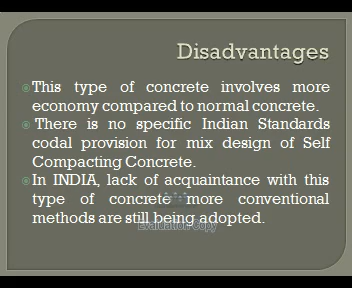 Disadvantages
This type of concrete involves more
economy compared to normal concrete.
There is no specific Indian Standards
codal provision for mix design of Self
Compacting Concrete.
In INDIA, lack of acquaintance with this
type of concrete more conventional
methods are still being adopted.
Evaluation Copy